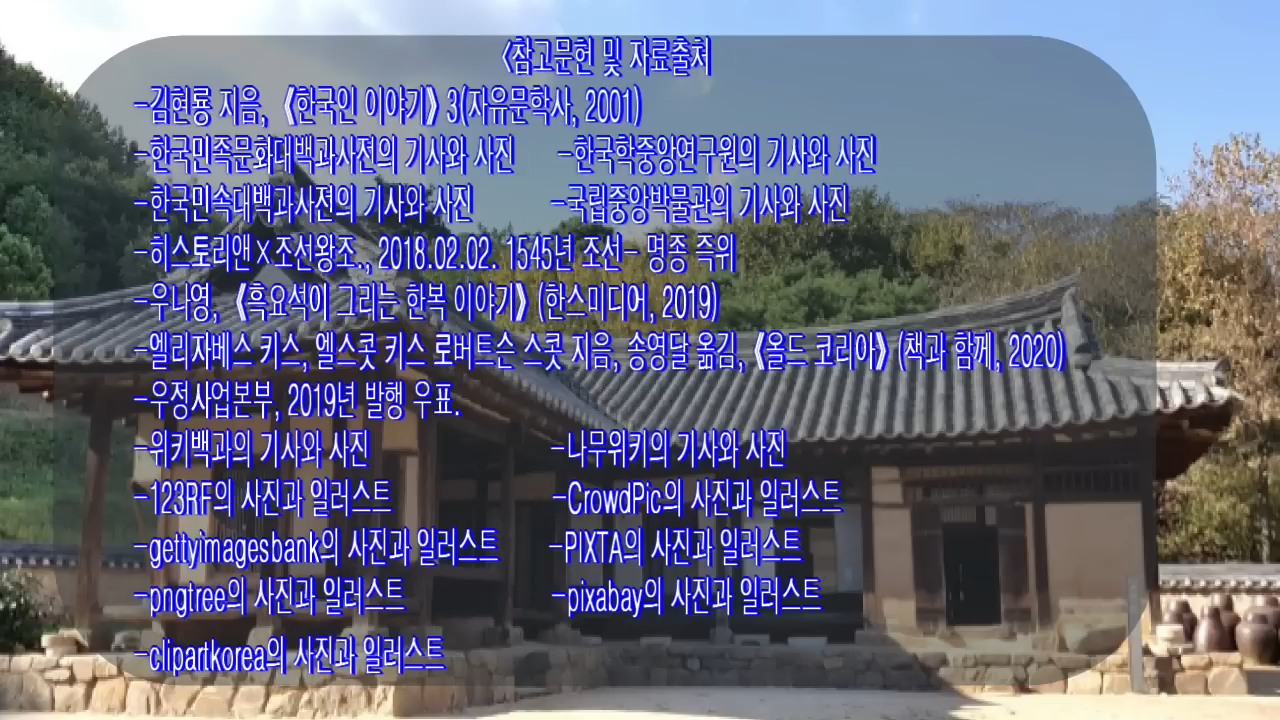 <참고문헌 및 자료출처
-김현룡 지음, 《한국인 이야기》 3(자유문학사, 2001)
-한국민족문화대백과사전의 기사와 사진 -한국학중앙연구원의 기사와 사진
-한국민속대백과사전의 기사와 사진 -국립중앙박물관의 기사와 사진
-히스토리앤x조선왕조., 2018.02.02. 1545년 조선- 명종 즉위
-우나영, 《흑요석이 그리는 한복 이야기》 (한스미디어, 2019)
-엘리자베스 키스, 엘스콧 키스 로버트슨 스콧 지음, 송영달 옮김, 《올드 코리아》 (책과 함께, 2020)
-우정사업본부, 2019년 발행 우표.
-위키백과의 기사와 사진 -나무위키의 기사와 사진
-123RF의 사진과 일러스트 -CrowdPic의 사진과 일러스트
-gettyimagesbank의 사진과 일러스트 -PIXTA의 사진과 일러스트
-pngtree의 사진과 일러스트 -pixabay의 사진과 일러스트
-clipartkorea의 사진과 일러스트